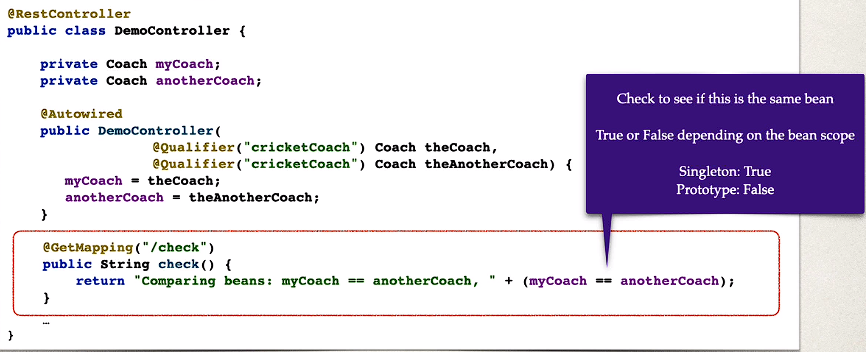 @RestController
public class DemoController {
private Coach myCoach;
private Coach anotherCoach;
@Autowired
public DemoController(
@Qualifier("cricketCoach") Coach theCoach,
@Qualifier("cricketCoach") Coach theAnotherCoach) {
myCoach = theCoach;
anotherCoach = theAnotherCoach;
}
@GetMapping("/check")
public String check() {
return "Comparing beans: myCoach == anotherCoach, " + (myCoach == anotherCoach);
}
…
}
Check to see if this is the same bean
True or False depending on the bean scope
Singleton: True
Prototype: False